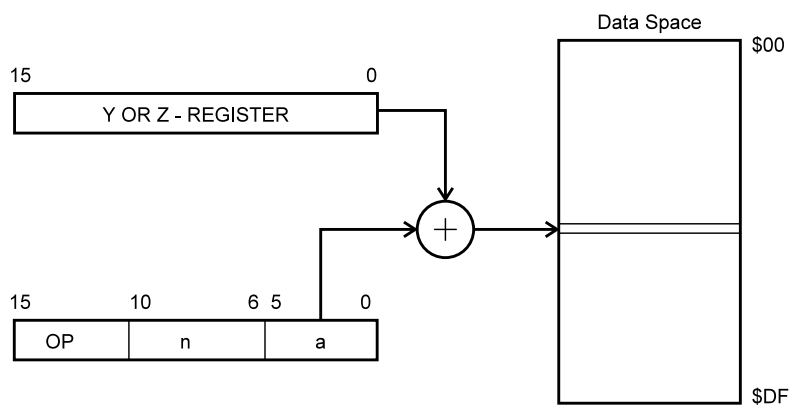 Data Space
$00
15 0
Y OR Z - REGISTER
+
15 10 6 5 0
OP n a
$DF